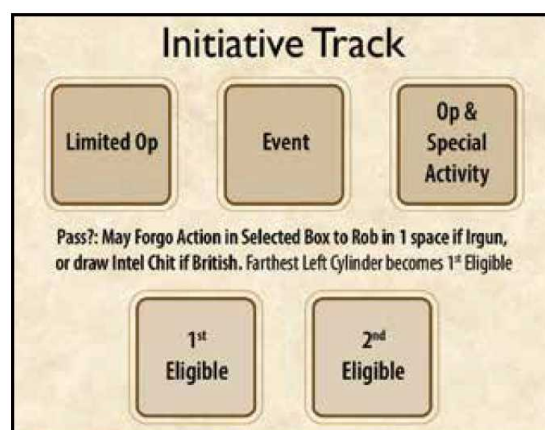 Initiative Track
Limited Op
Event
Op &
Special
Activity
Pass?: May Forgo Action in Selected Box to Rob in 1 space if Irgun,
or draw Intel Chit if British. Farthest Left Cylinder becomes 1st Eligible
1st
Eligible
2nd
Eligible